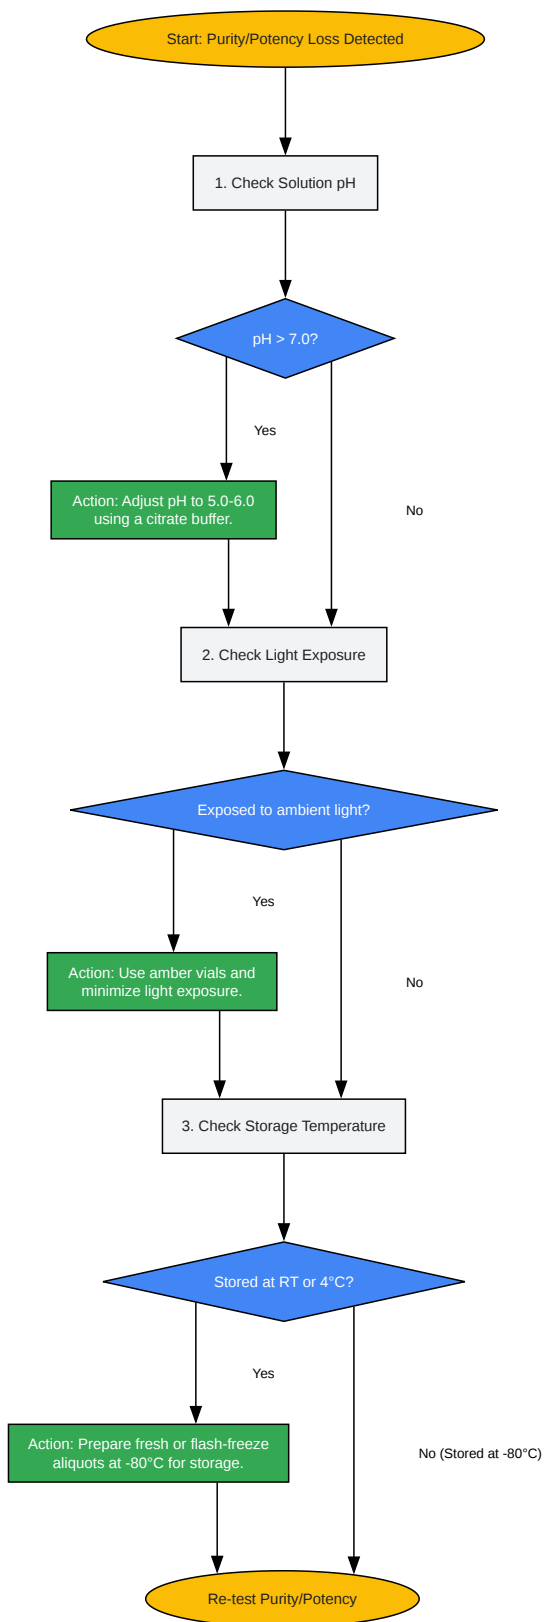 Start: Purity/Potency Loss Detected
1. Check Solution pH
pH > 7.0?
Yes
Action: Adjust pH to 5.0-6.0
using a citrate buffer.
No
2. Check Light Exposure
Exposed to ambient light?
Yes
Action: Use amber vials and
minimize light exposure.
No
3. Check Storage Temperature
Stored at RT or 4°C?
Yes
Action: Prepare fresh or flash-freeze
aliquots at -80°C for storage.
No (Stored at -80°C)
Re-test Purity/Potency